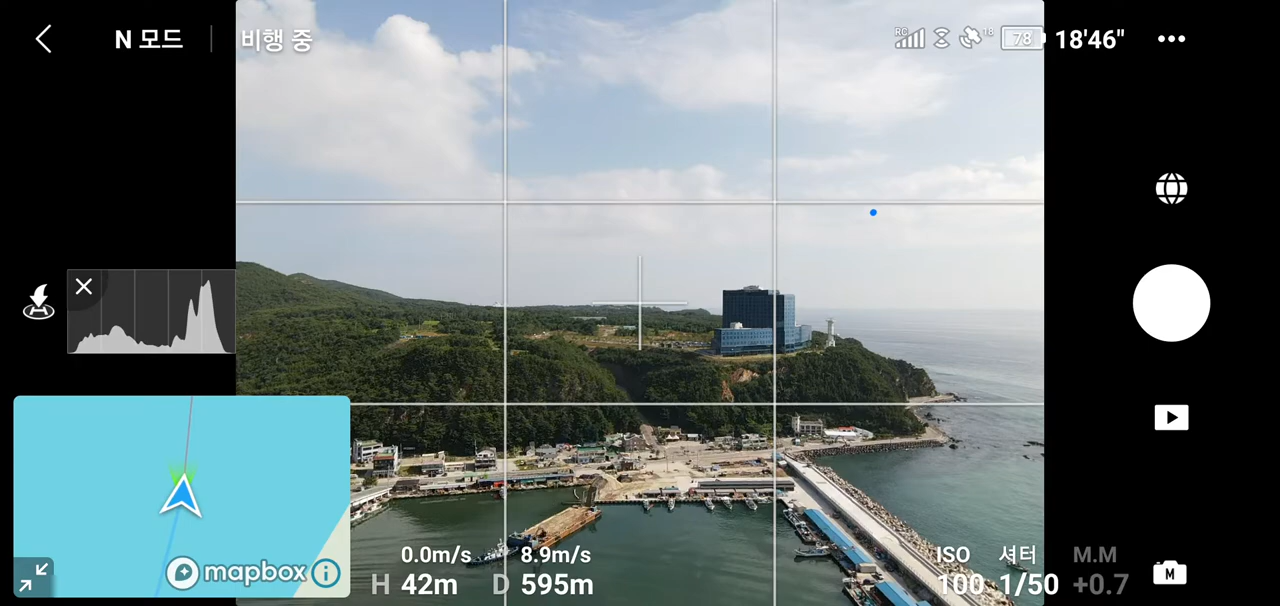 N 모드
비행 중
RC
18
78
18'46"
mapbox
0.0m/s 8.9m/s
H 42m D 595m
ISO 셔터 M.M
100 1/50 +0.7
M